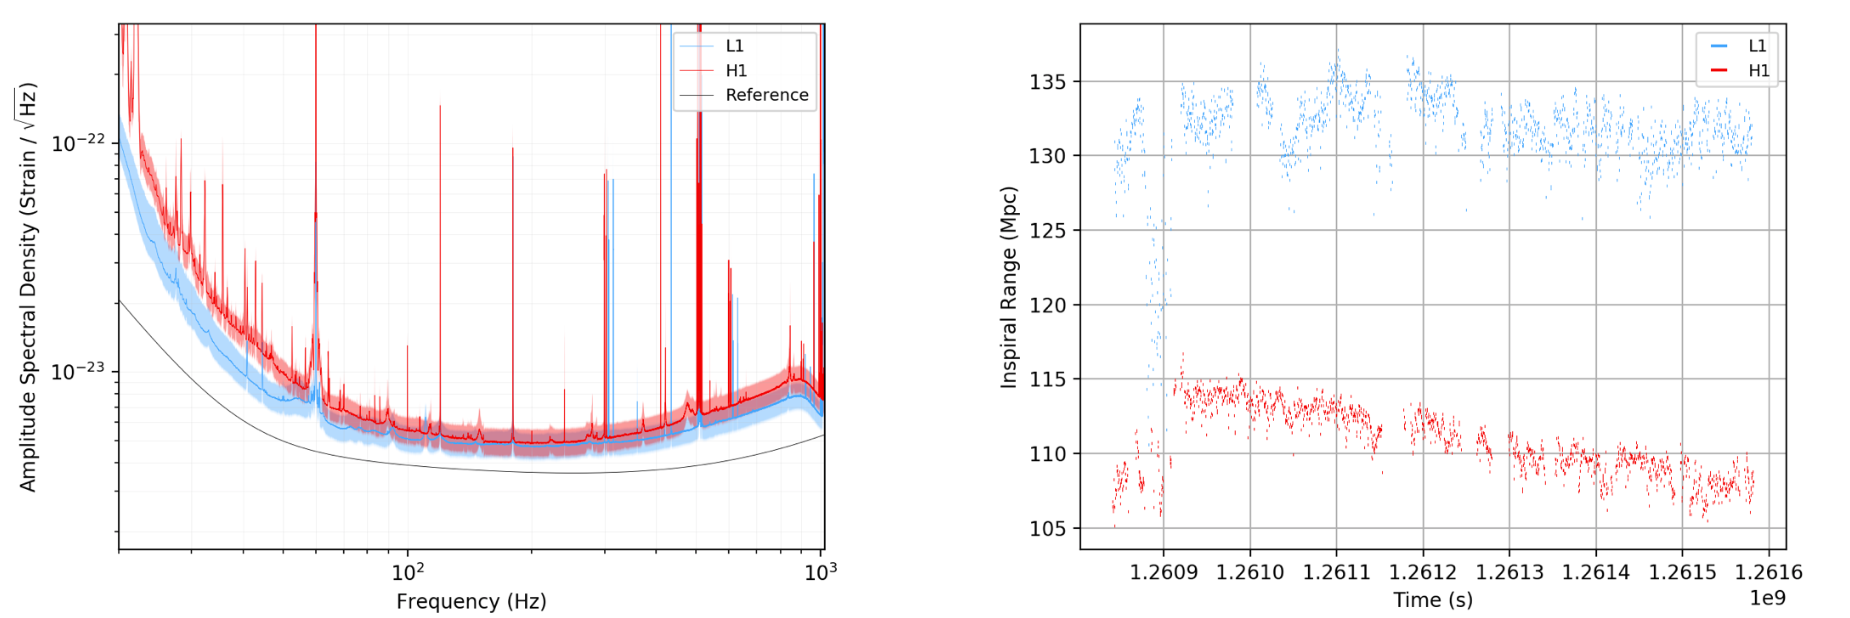 Amplitude Spectral Density (Strain / √Hz)
10⁻²²
10⁻²³
L1
H1
Reference
10²
10³
Frequency (Hz)
Inspiral Range (Mpc)
135
130
125
120
115
110
105
L1
H1
1.2609 1.2610 1.2611 1.2612 1.2613 1.2614 1.2615 1.2616
Time (s)
1e9